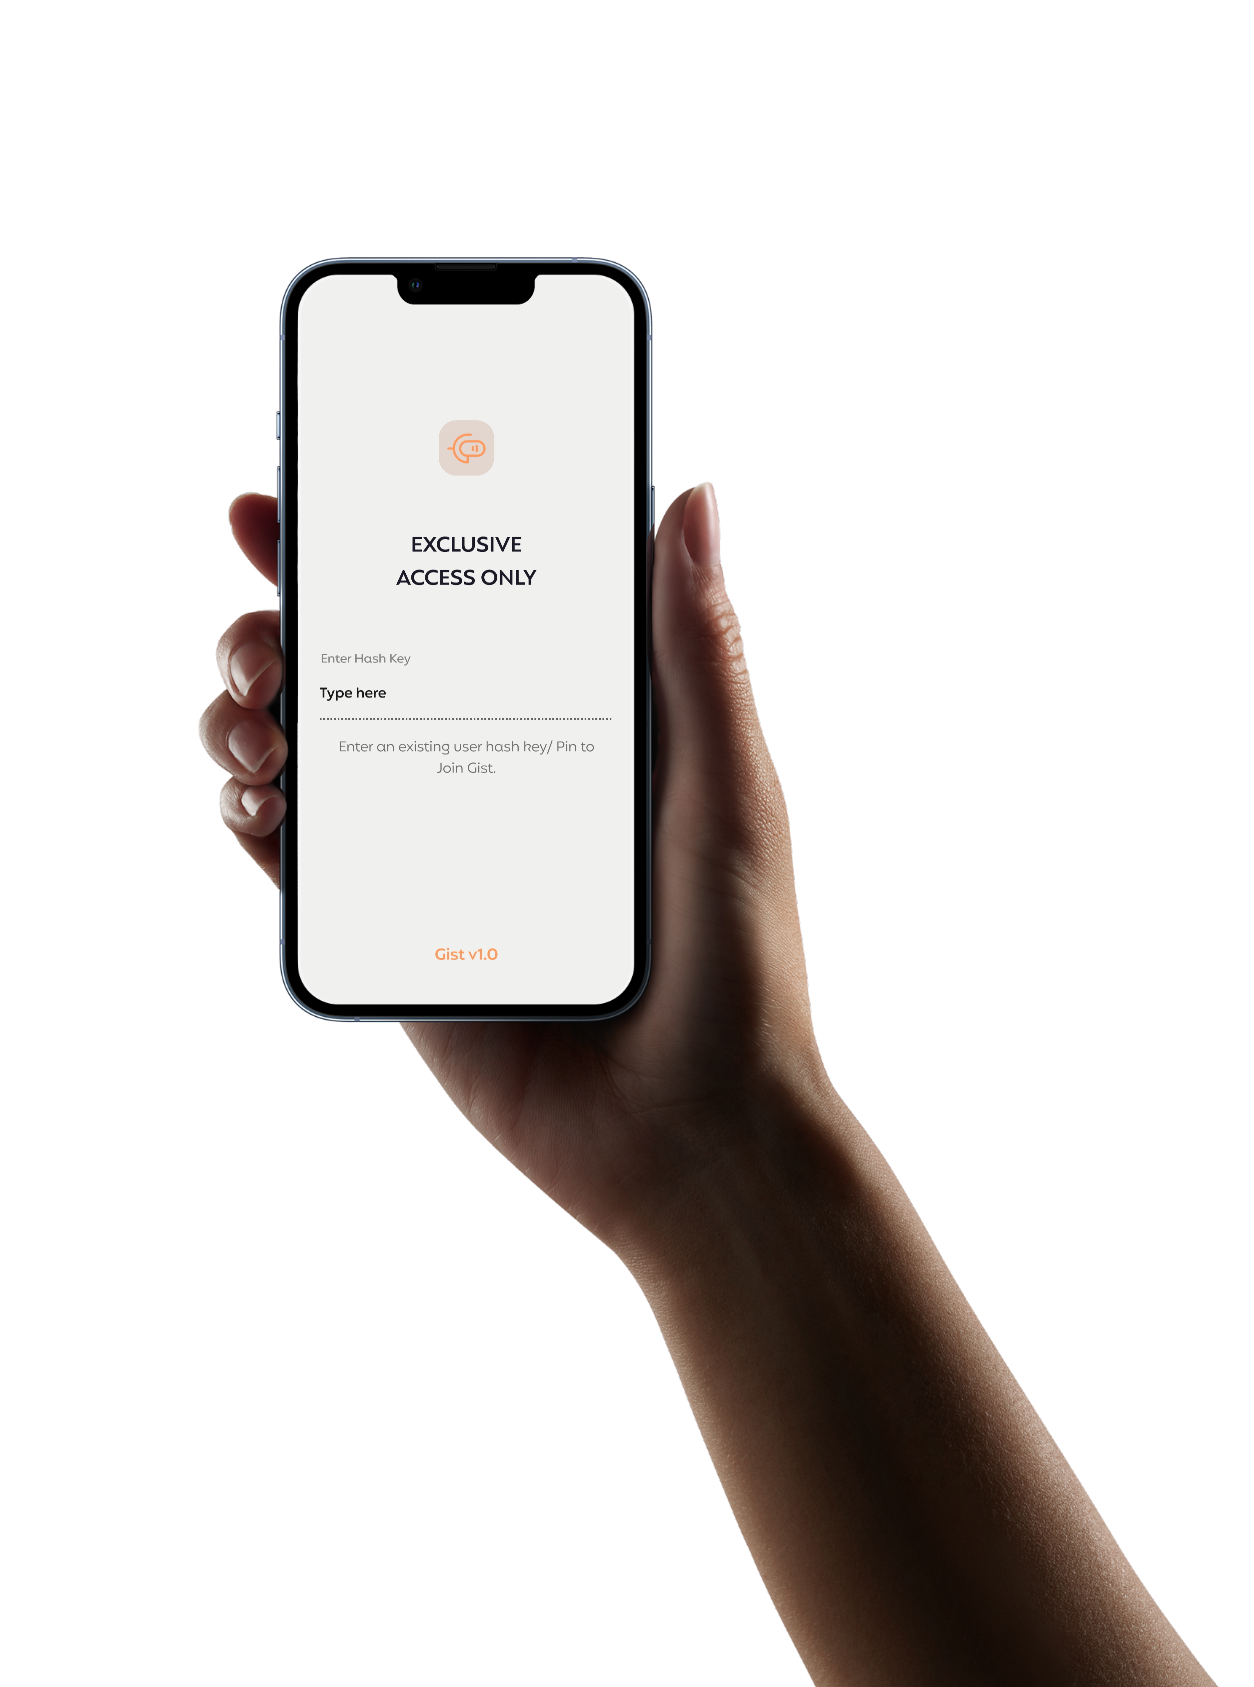 EXCLUSIVE
ACCESS ONLY
Enter Hash Key
Type here
Enter an existing user hash key/ Pin to
Join Gist.
Gist v1.0